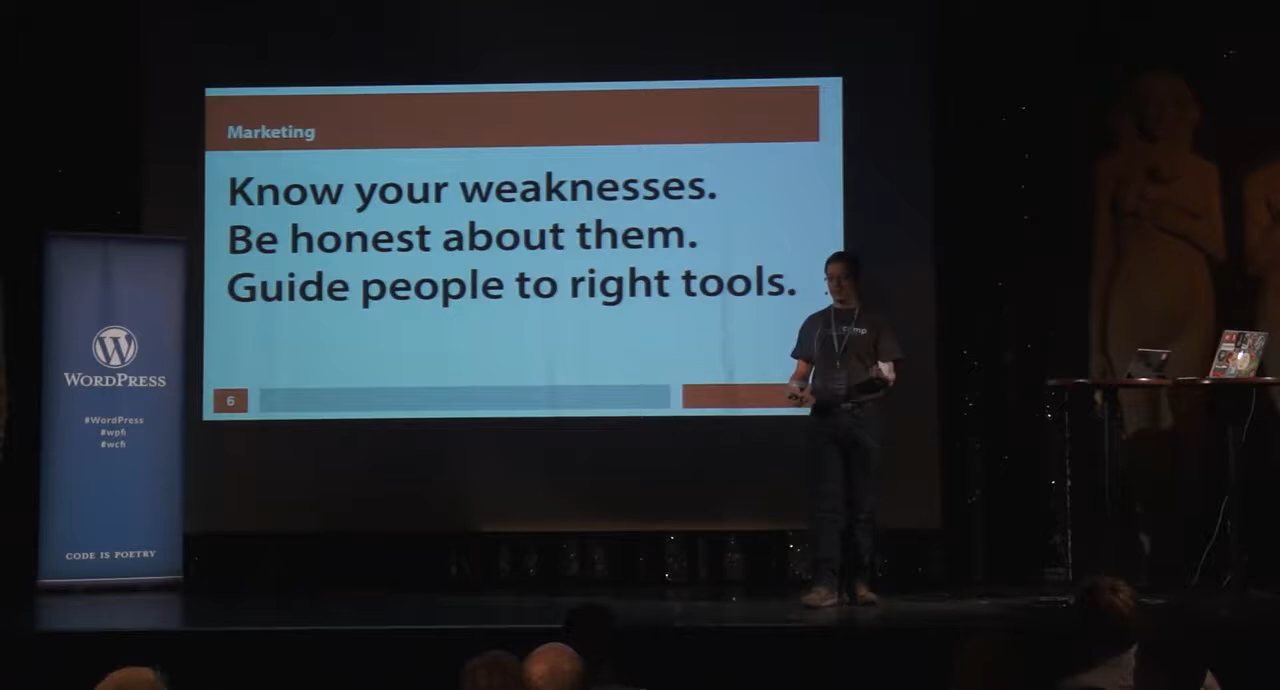 Marketing
Know your weaknesses.
Be honest about them.
Guide people to right tools.
6
WORDPRESS
#WordPress
#wpfi
#wcfi
CODE IS POETRY
camp